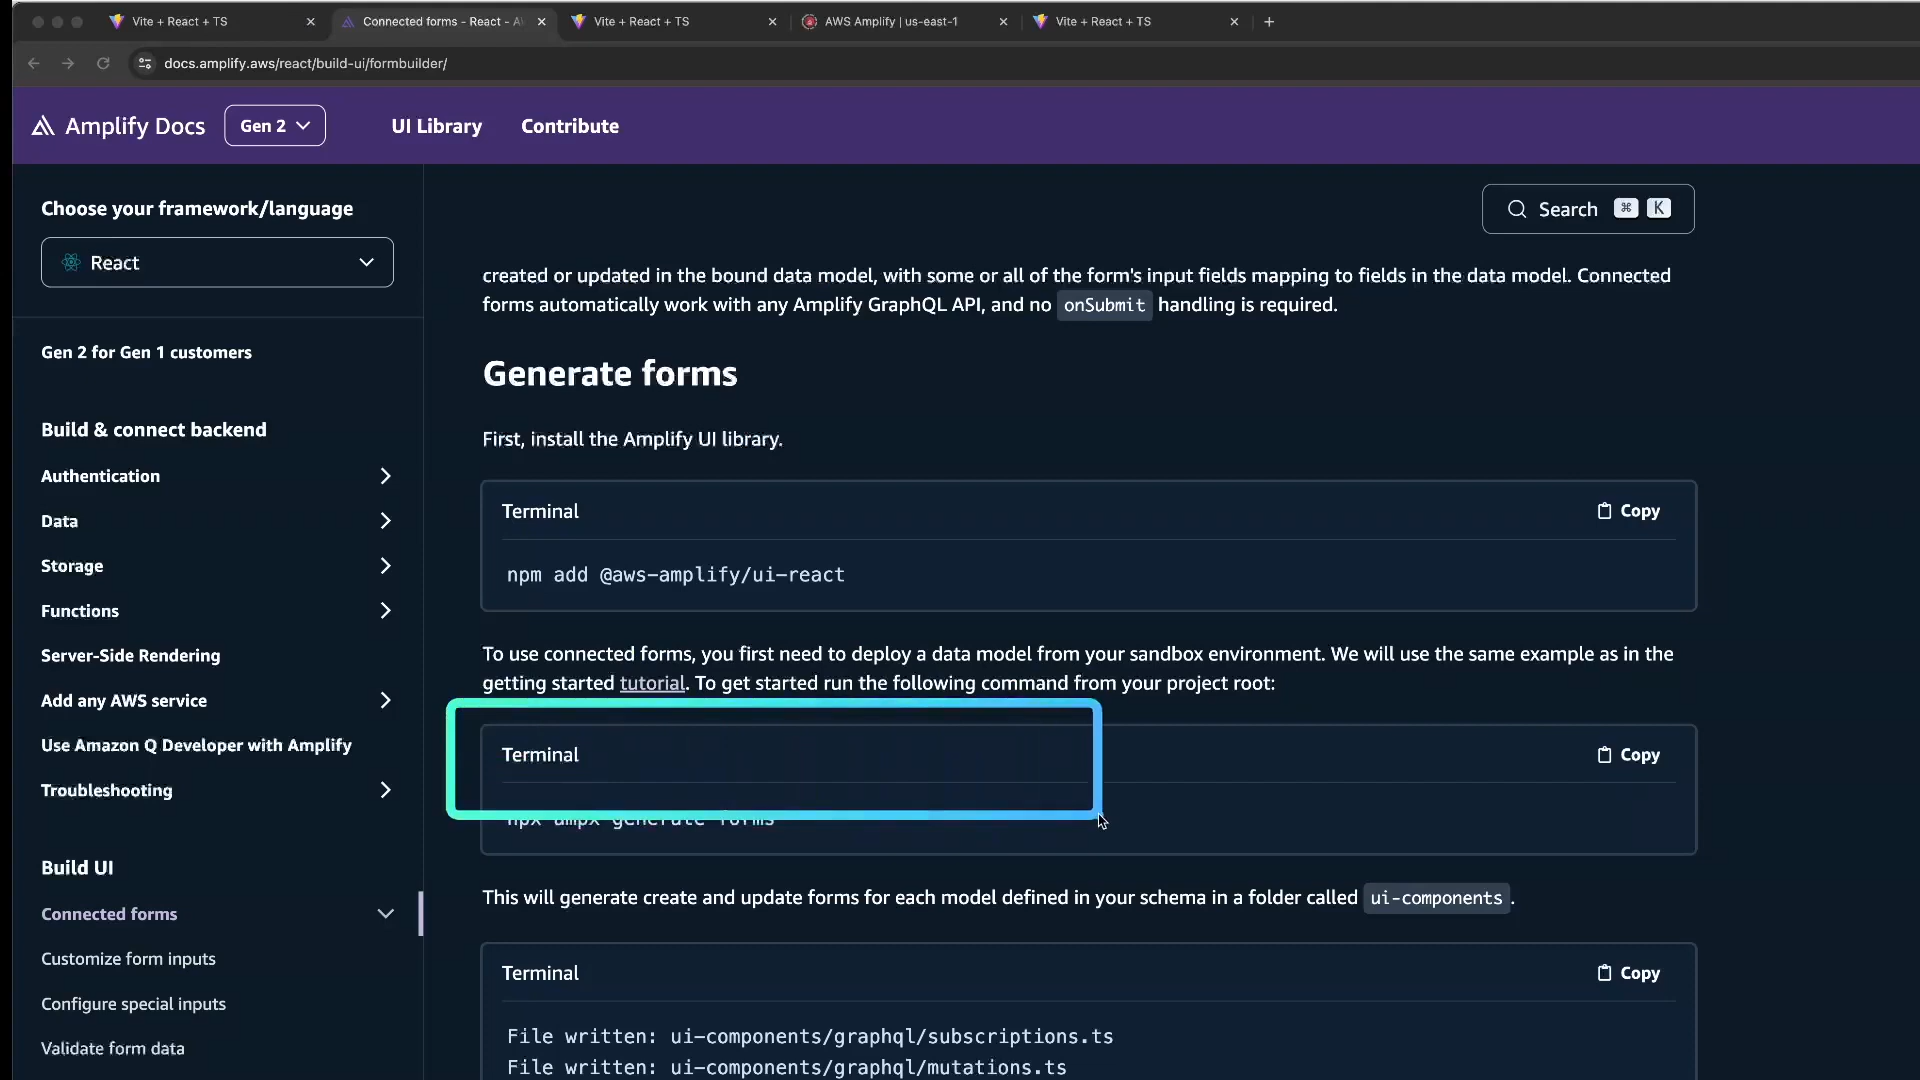 Vite + React + TS
Connected forms - React - A
Vite + React + TS
AWS Amplify | us-east-1
Vite + React + TS
docs.amplify.aws/react/build-ui/formbuilder/
Amplify Docs
Gen 2
UI Library
Contribute
Choose your framework/language
React
Gen 2 for Gen 1 customers
Build & connect backend
Authentication
Data
Storage
Functions
Server-Side Rendering
Add any AWS service
Use Amazon Q Developer with Amplify
Troubleshooting
Build UI
Connected forms
Customize form inputs
Configure special inputs
Validate form data
Search ⌘ K
created or updated in the bound data model, with some or all of the form's input fields mapping to fields in the data model. Connected
forms automatically work with any Amplify GraphQL API, and no onSubmit handling is required.
Generate forms
First, install the Amplify UI library.
Terminal
Copy
npm add @aws-amplify/ui-react
To use connected forms, you first need to deploy a data model from your sandbox environment. We will use the same example as in the
getting started tutorial. To get started run the following command from your project root:
Terminal
Copy
npx ampx generate forms
This will generate create and update forms for each model defined in your schema in a folder called ui-components.
Terminal
Copy
File written: ui-components/graphql/subscriptions.ts
File written: ui-components/graphql/mutations.ts